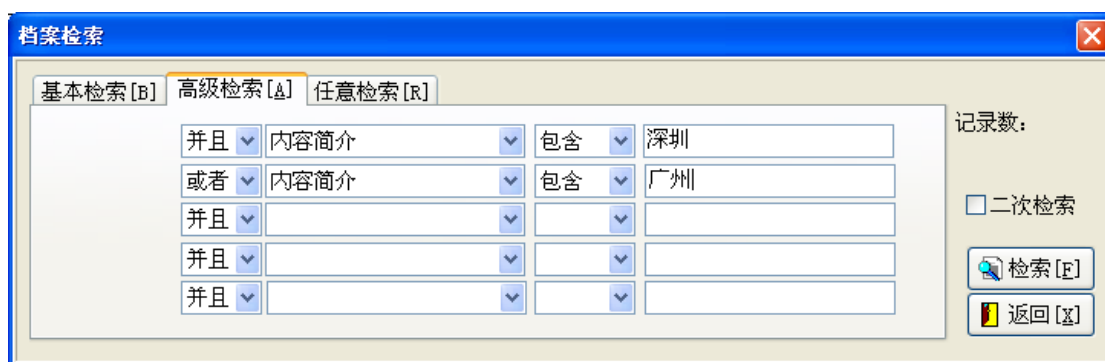 档案检索
基本检索[B] 高级检索[A] 任意检索[R]
记录数：
并且 内容简介 包含 深圳
或者 内容简介 包含 广州
并且
二次检索
并且
检索[F]
并且
返回[X]